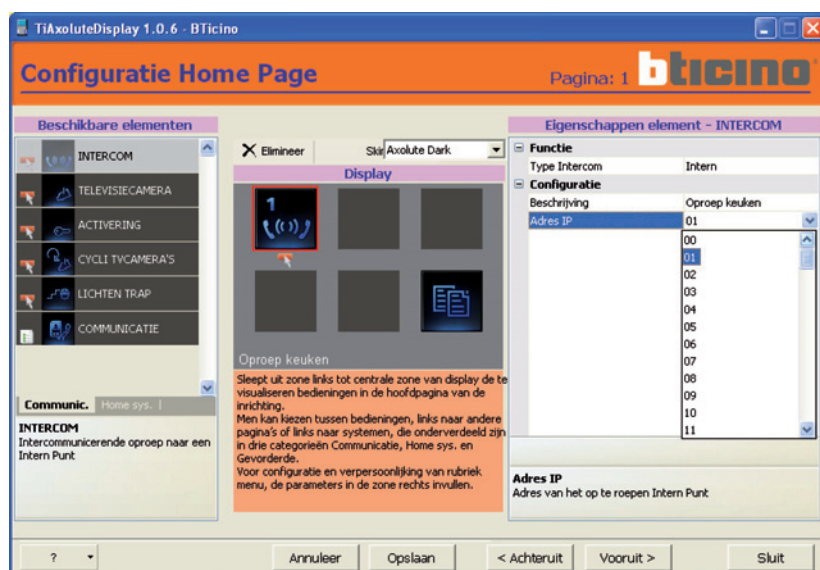 TiAxoluteDisplay 1.0.6 - BTicino
Configuratie Home Page
Pagina: 1
bticino
Beschikbare elementen
INTERCOM
TELEVISIECAMERA
ACTIVERING
CYCLI TVCAMERA'S
LICHTEN TRAP
COMMUNICATIE
Communic.
Home sys.
INTERCOM
Intercommunicerende oproep naar een
Intern Punt
Elimineer
Skin
Axolute Dark
Display
1
Oproep keuken
Sleept uit zone links tot centrale zone van display de te
visualiseren bedieningen in de hoofdpagina van de
inrichting.
Men kan kiezen tussen bedieningen, links naar andere
pagina's of links naar systemen, die onderverdeeld zijn
in drie categorieën Communicatie, Home sys. en
Gevorderde.
Voor configuratie en verpersoonlijking van rubriek
menu, de parameters in de zone rechts invullen.
Eigenschappen element - INTERCOM
Functie
Type Intercom Intern
Configuratie
Beschrijving Oproep keuken
Adres IP 01
00
01
02
03
04
05
06
07
08
09
10
11
Adres IP
Adres van het op te roepen Intern Punt
?
Annuleer
Opslaan
< Achteruit
Vooruit >
Sluit